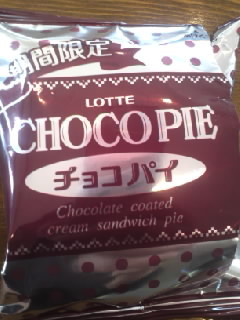 期間限定
LOTTE
CHOCO PIE
チョコパイ
Chocolate coated
cream sandwich pie